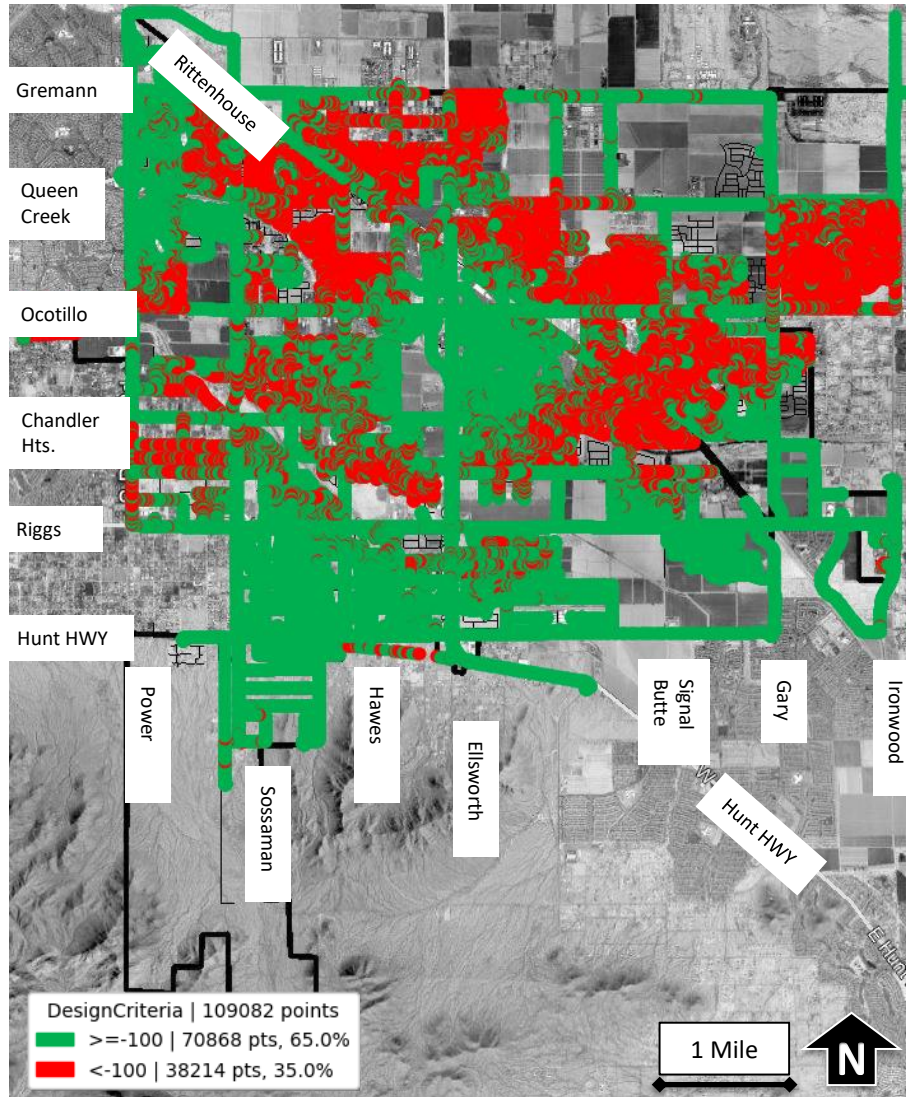 Rittenhouse
Gremann
Queen
Creek
Ocotillo
Chandler
Hts.
Riggs
Hunt HWY
Power
Sossaman
Hawes
Ellsworth
Signal
Butte
Gary
Ironwood
Hunt HWY
E Hunt
DesignCriteria | 109082 points
>=-100 | 70868 pts, 65.0%
<-100 | 38214 pts, 35.0%
1 Mile
N